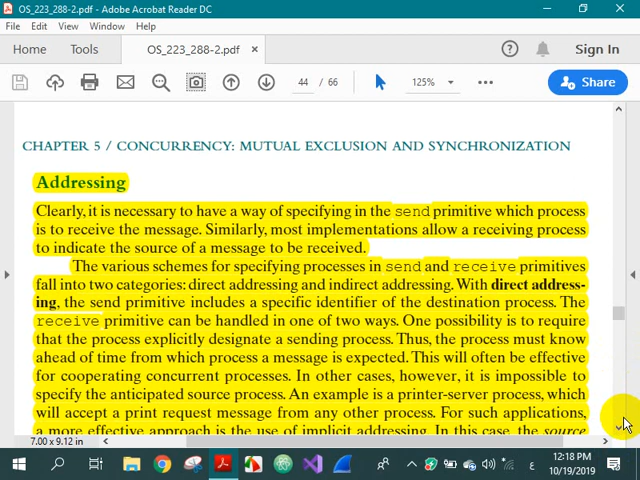 OS_223_288-2.pdf - Adobe Acrobat Reader DC
File Edit View Window Help
Home Tools OS_223_288-2.pdf × Sign In
44 / 66 125% Share
CHAPTER 5 / CONCURRENCY: MUTUAL EXCLUSION AND SYNCHRONIZATION
Addressing
Clearly, it is necessary to have a way of specifying in the send primitive which process
is to receive the message. Similarly, most implementations allow a receiving process
to indicate the source of a message to be received.
The various schemes for specifying processes in send and receive primitives
fall into two categories: direct addressing and indirect addressing. With direct address-
ing, the send primitive includes a specific identifier of the destination process. The
receive primitive can be handled in one of two ways. One possibility is to require
that the process explicitly designate a sending process. Thus, the process must know
ahead of time from which process a message is expected. This will often be effective
for cooperating concurrent processes. In other cases, however, it is impossible to
specify the anticipated source process. An example is a printer-server process, which
will accept a print request message from any other process. For such applications,
a more effective approach is the use of implicit addressing. In this case, the source
7.00 x 9.12 in
ع 12:18 PM
10/19/2019